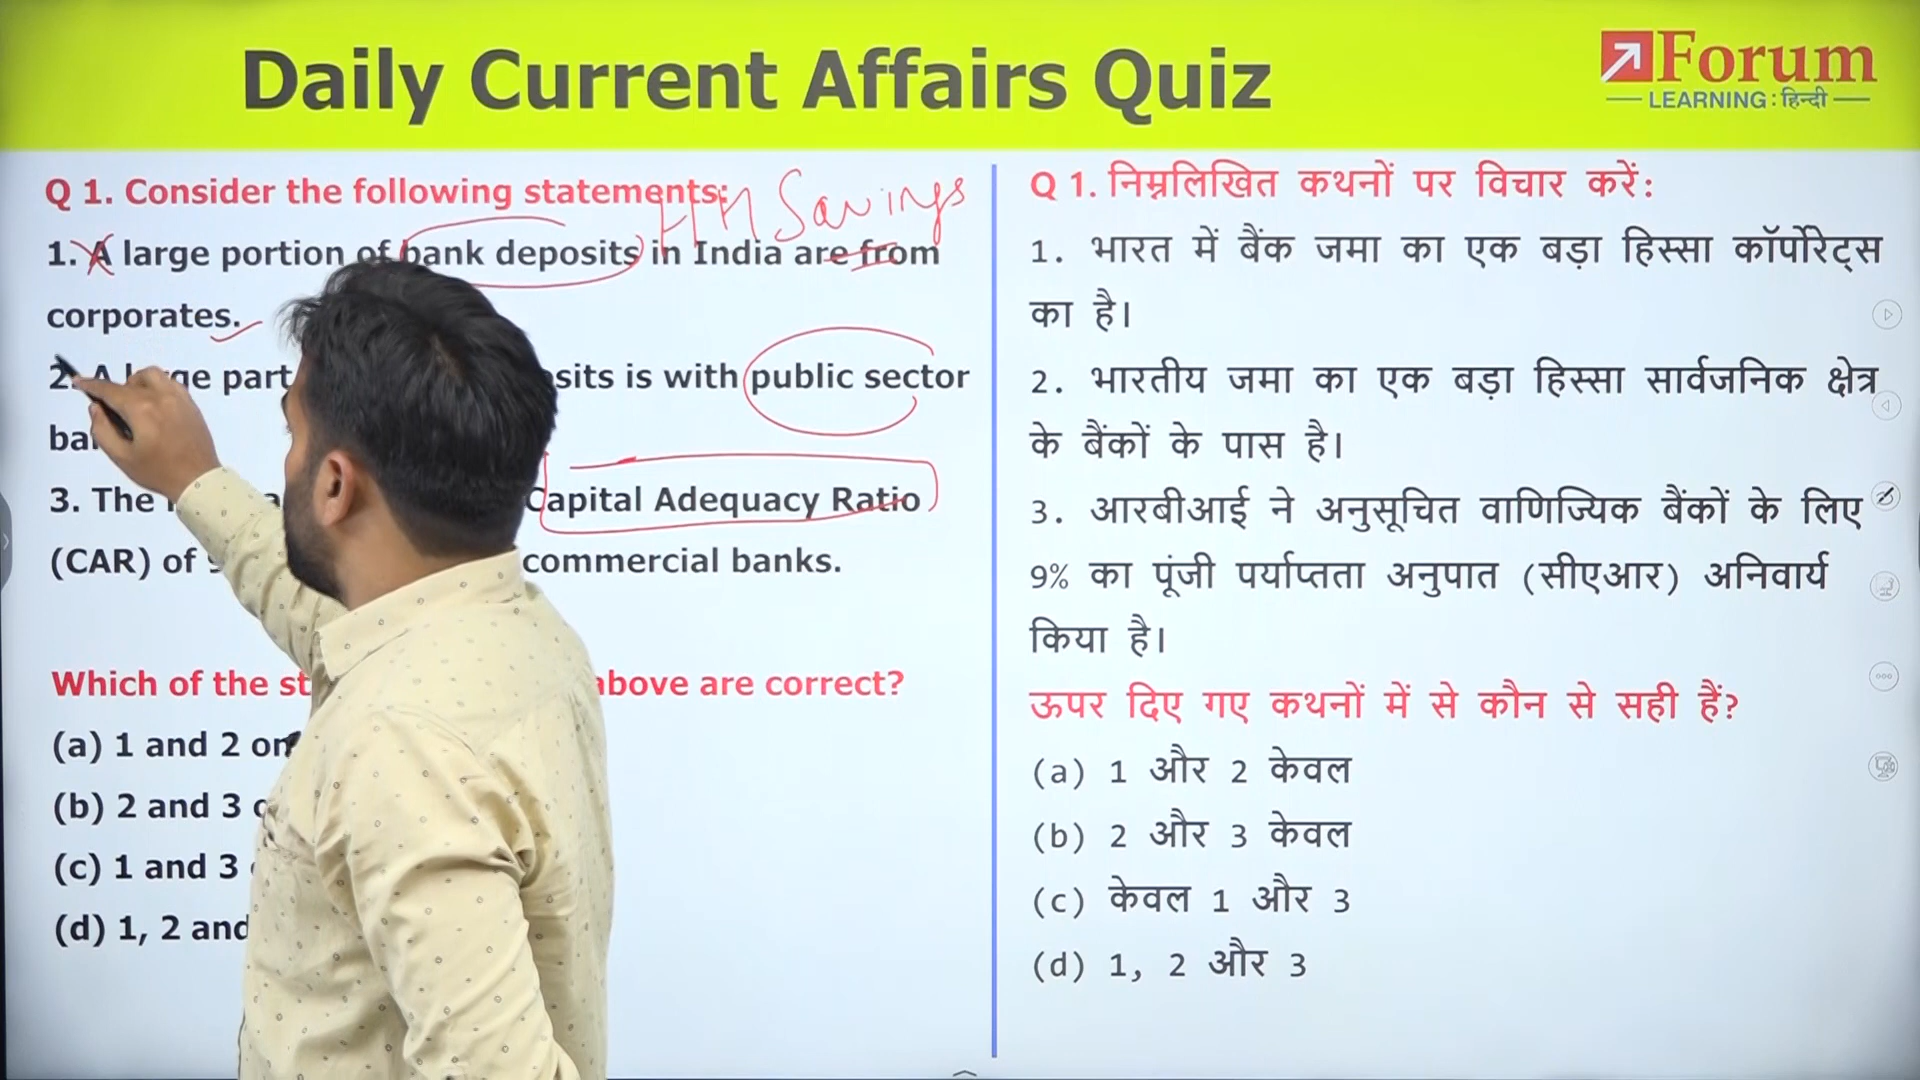 Daily Current Affairs Quiz
Forum
LEARNING : हिन्दी
Q 1. Consider the following statements:
HH Savings
1. A large portion of bank deposits in India are from
corporates.
2. A part is with public sector
3. The Capital Adequacy Ratio
(CAR) of commercial banks.
Which of the above are correct?
(a) 1 and 2
(b) 2 and 3
(c) 1 and 3
(d) 1, 2 and
Q 1. निम्नलिखित कथनों पर विचार करें:
1. भारत में बैंक जमा का एक बड़ा हिस्सा कॉर्पोरेट्स
का है।
2. भारतीय जमा का एक बड़ा हिस्सा सार्वजनिक क्षेत्र
के बैंकों के पास है।
3. आरबीआई ने अनुसूचित वाणिज्यिक बैंकों के लिए
9% का पूंजी पर्याप्तता अनुपात (सीएआर) अनिवार्य
किया है।
ऊपर दिए गए कथनों में से कौन से सही हैं?
(a) 1 और 2 केवल
(b) 2 और 3 केवल
(c) केवल 1 और 3
(d) 1, 2 और 3